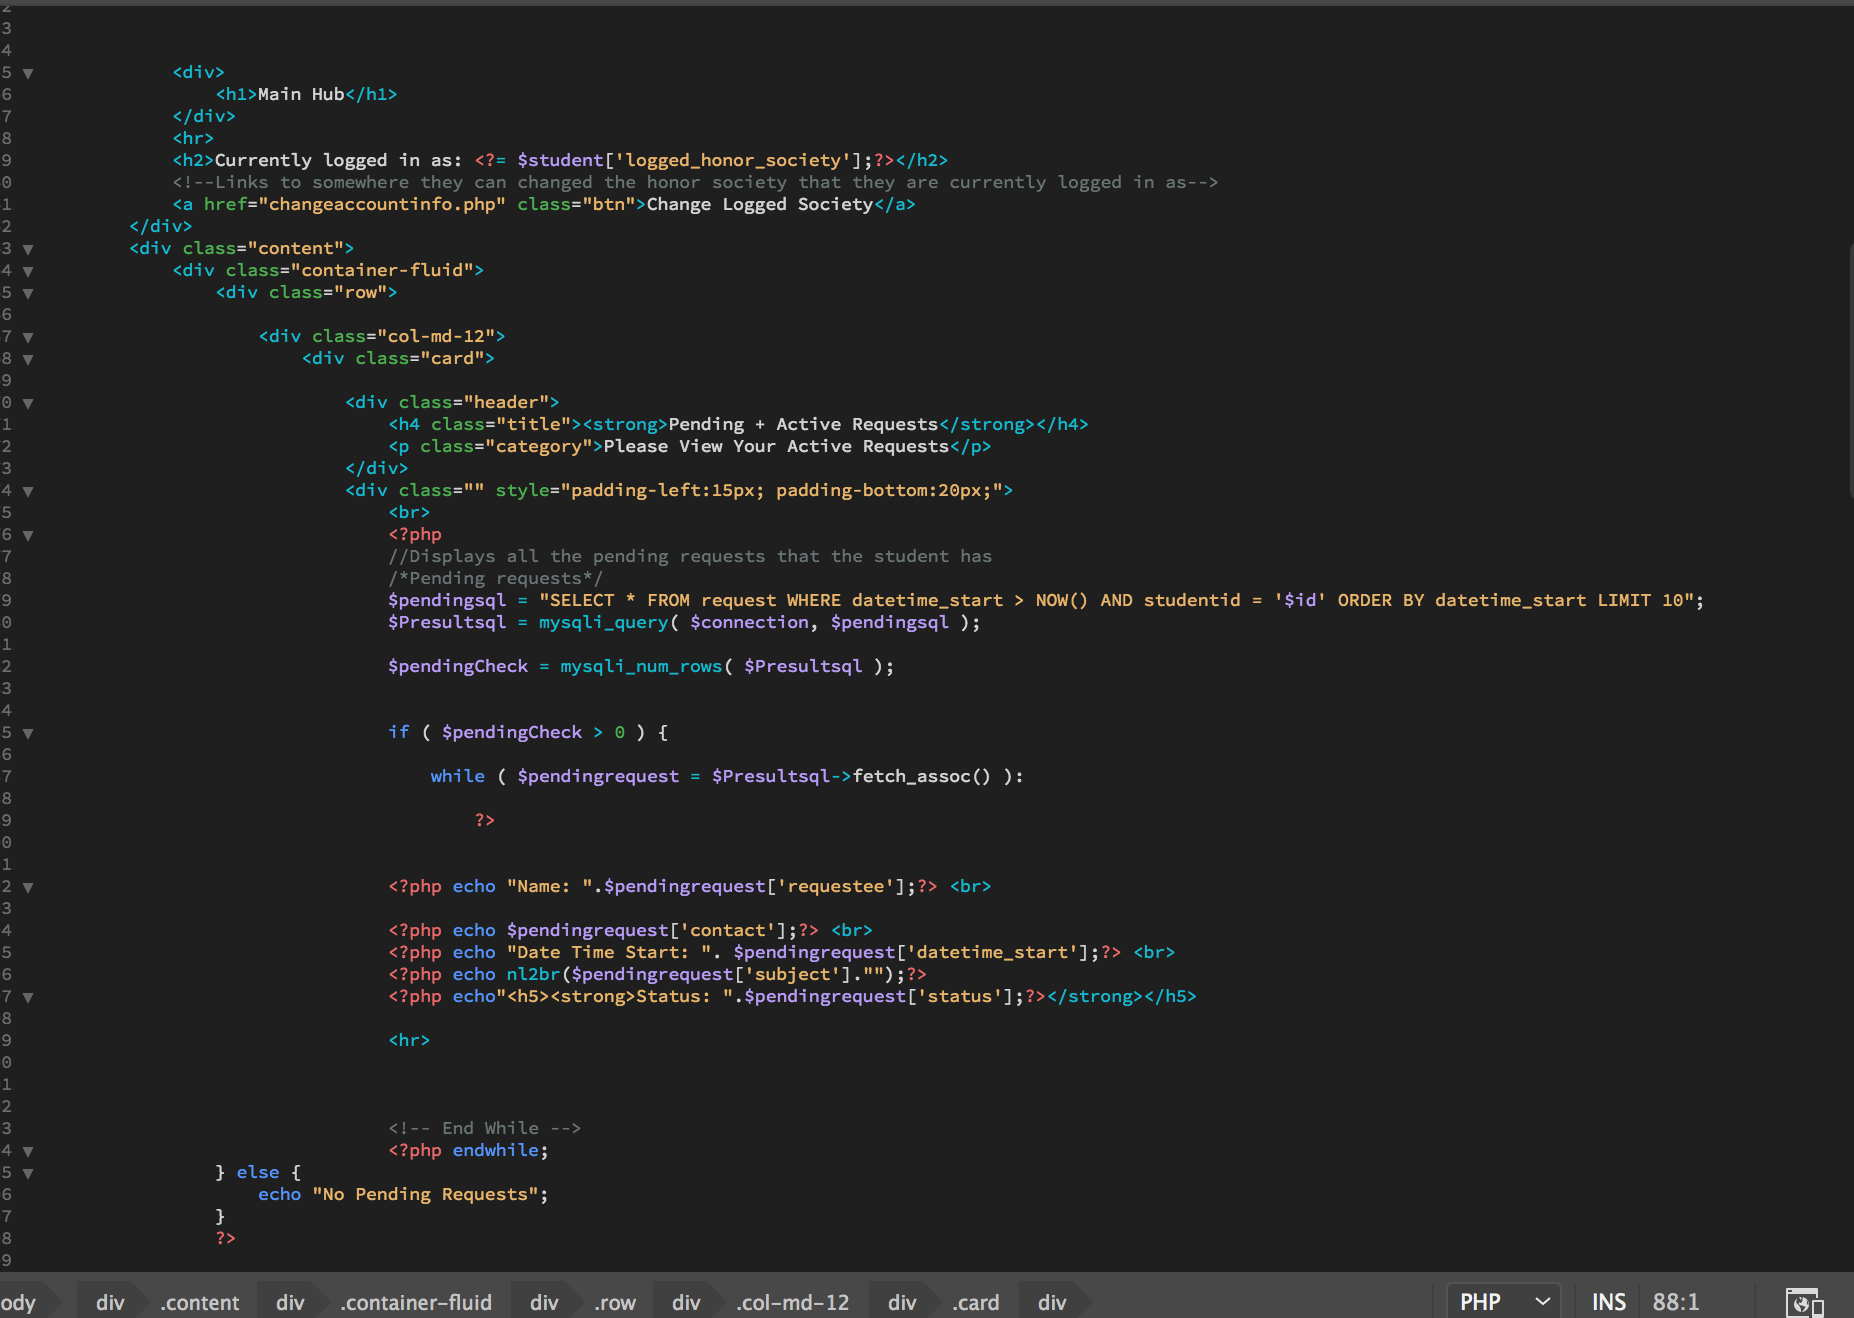 2
3
4
5 <div>
6 <h1>Main Hub</h1>
7 </div>
8 <hr>
9 <h2>Currently logged in as: <?= $student['logged_honor_society'];?></h2>
0 <!--Links to somewhere they can changed the honor society that they are currently logged in as-->
1 <a href="changeaccountinfo.php" class="btn">Change Logged Society</a>
2 </div>
3 <div class="content">
4 <div class="container-fluid">
5 <div class="row">
6
7 <div class="col-md-12">
8 <div class="card">
9
0 <div class="header">
1 <h4 class="title"><strong>Pending + Active Requests</strong></h4>
2 <p class="category">Please View Your Active Requests</p>
3 </div>
4 <div class="" style="padding-left:15px; padding-bottom:20px;">
5 <br>
6 <?php
7 //Displays all the pending requests that the student has
8 /*Pending requests*/
9 $pendingsql = "SELECT * FROM request WHERE datetime_start > NOW() AND studentid = '$id' ORDER BY datetime_start LIMIT 10";
0 $Presultsql = mysqli_query( $connection, $pendingsql );
1
2 $pendingCheck = mysqli_num_rows( $Presultsql );
3
4
5 if ( $pendingCheck > 0 ) {
6
7 while ( $pendingrequest = $Presultsql->fetch_assoc() ):
8
9 ?>
0
1
2 <?php echo "Name: ".$pendingrequest['requestee'];?> <br>
3
4 <?php echo $pendingrequest['contact'];?> <br>
5 <?php echo "Date Time Start: ". $pendingrequest['datetime_start'];?> <br>
6 <?php echo nl2br($pendingrequest['subject']."");?>
7 <?php echo"<h5><strong>Status: ".$pendingrequest['status'];?></strong></h5>
8
9 <hr>
0
1
2
3 <!-- End While -->
4 <?php endwhile;
5 } else {
6 echo "No Pending Requests";
7 }
8 ?>
9
ody div .content div .container-fluid div .row div .col-md-12 div .card div PHP INS 88:1